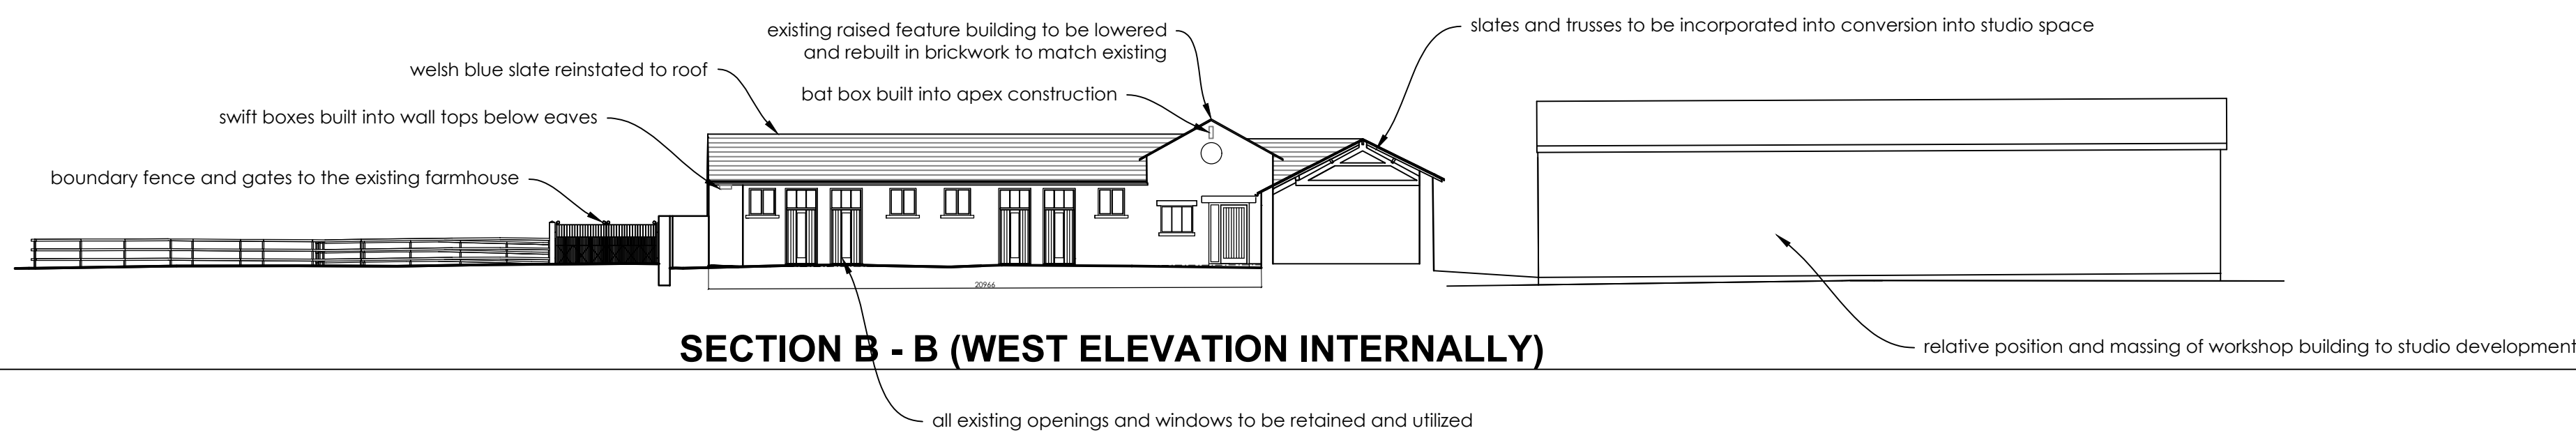 existing raised feature building to be lowered
and rebuilt in brickwork to match existing
slates and trusses to be incorporated into conversion into studio space
welsh blue slate reinstated to roof
bat box built into apex construction
swift boxes built into wall tops below eaves
boundary fence and gates to the existing farmhouse
20966
SECTION B - B (WEST ELEVATION INTERNALLY)
relative position and massing of workshop building to studio development
all existing openings and windows to be retained and utilized